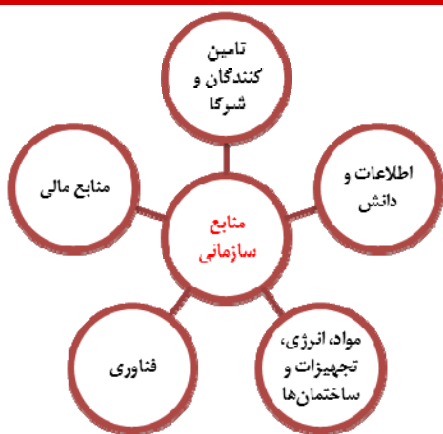 تامین
کنندگان و
شرکا
اطلاعات و
دانش
منابع مالی
منابع
سازمانی
مواد، انرژی،
تجهیزات و
ساختمان‌ها
فناوری